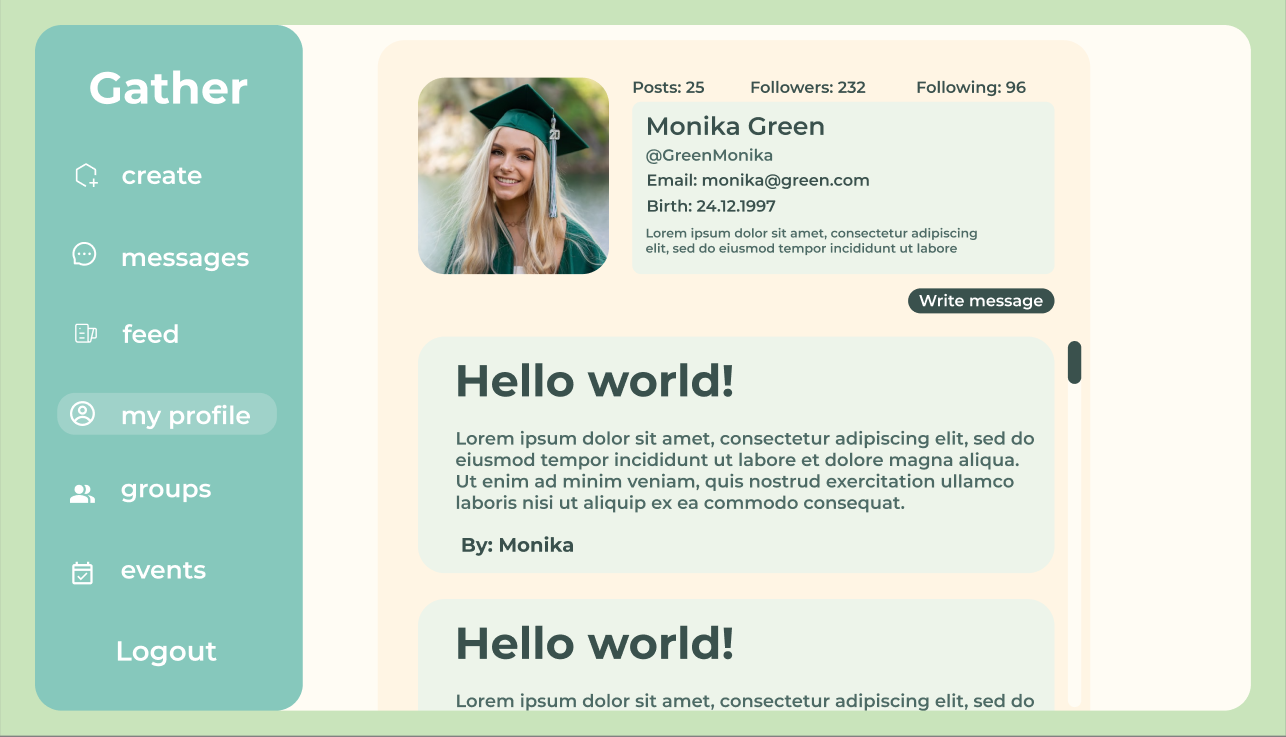 Gather
create
messages
feed
my profile
groups
events
Logout
20
Posts: 25 Followers: 232 Following: 96
Monika Green
@GreenMonika
Email: monika@green.com
Birth: 24.12.1997
Lorem ipsum dolor sit amet, consectetur adipiscing
elit, sed do eiusmod tempor incididunt ut labore
Write message
Hello world!
Lorem ipsum dolor sit amet, consectetur adipiscing elit, sed do
eiusmod tempor incididunt ut labore et dolore magna aliqua.
Ut enim ad minim veniam, quis nostrud exercitation ullamco
laboris nisi ut aliquip ex ea commodo consequat.
By: Monika
Hello world!
Lorem ipsum dolor sit amet, consectetur adipiscing elit, sed do